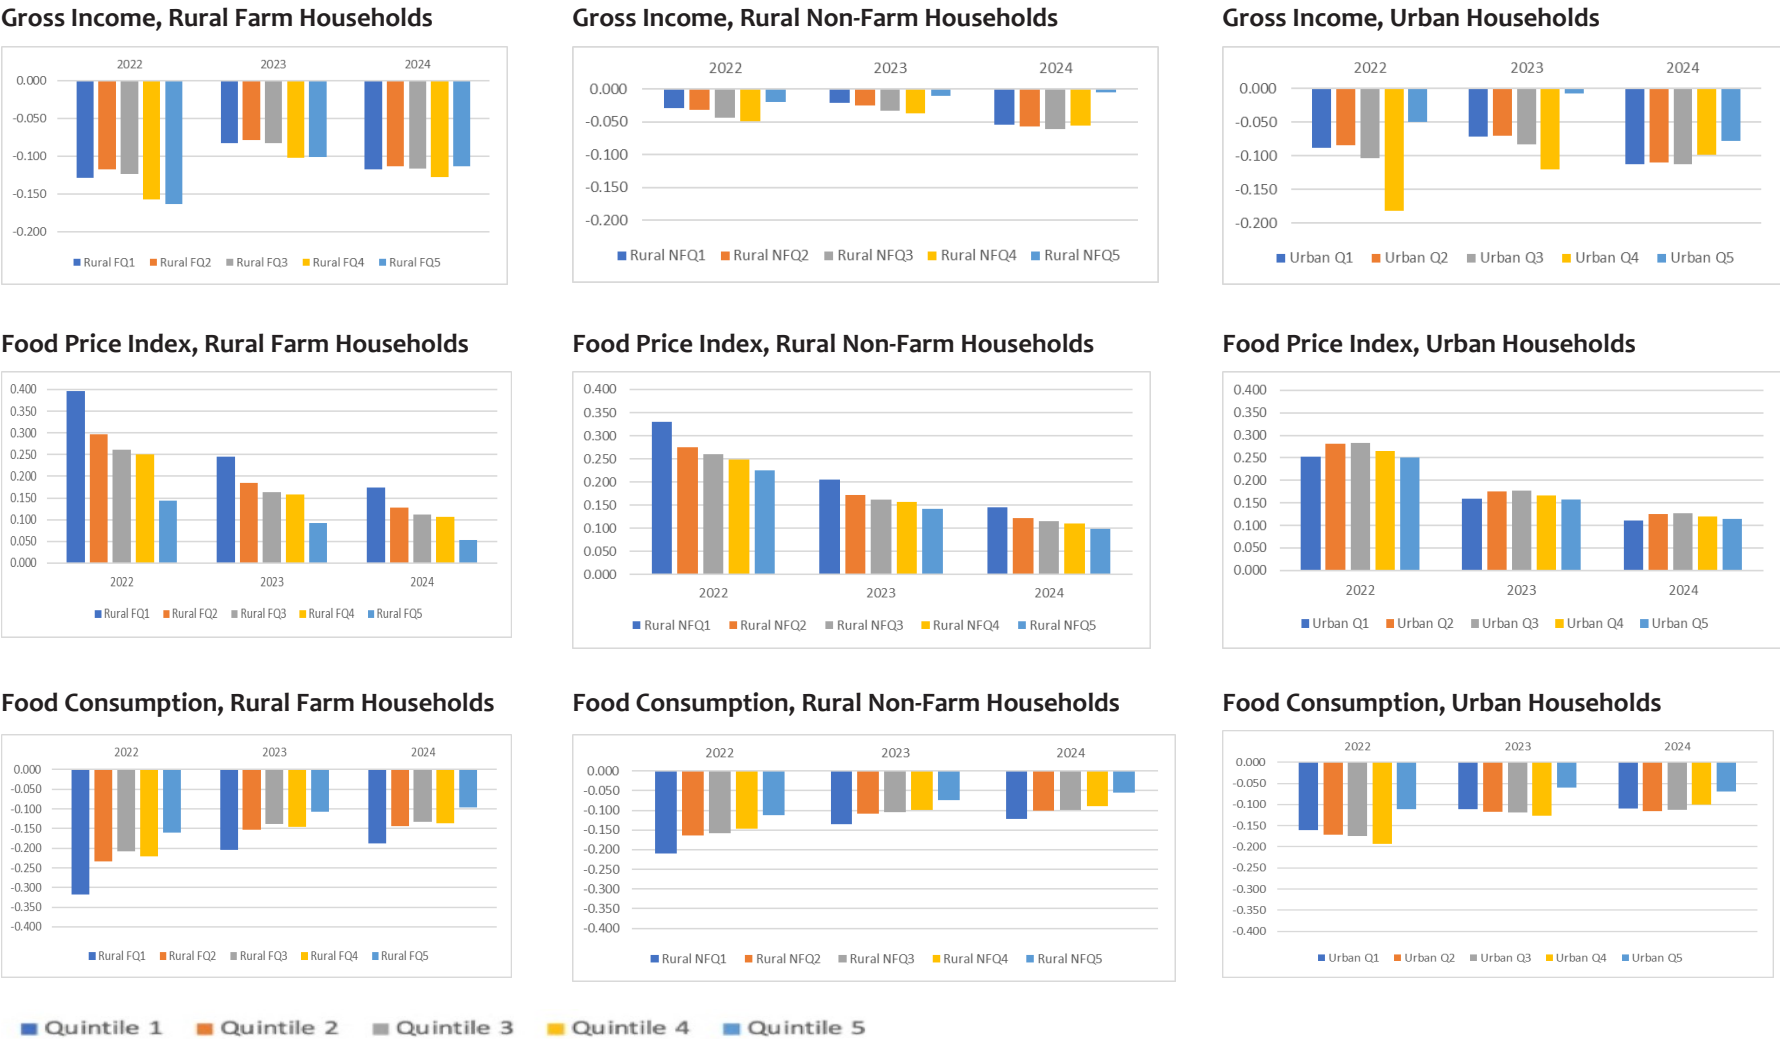 Gross Income, Rural Farm Households
2022 2023 2024
0.000
-0.050
-0.100
-0.150
-0.200
Rural FQ1 Rural FQ2 Rural FQ3 Rural FQ4 Rural FQ5
Gross Income, Rural Non-Farm Households
2022 2023 2024
0.000
-0.050
-0.100
-0.150
-0.200
Rural NFQ1 Rural NFQ2 Rural NFQ3 Rural NFQ4 Rural NFQ5
Gross Income, Urban Households
2022 2023 2024
0.000
-0.050
-0.100
-0.150
-0.200
Urban Q1 Urban Q2 Urban Q3 Urban Q4 Urban Q5
Food Price Index, Rural Farm Households
0.400
0.350
0.300
0.250
0.200
0.150
0.100
0.050
0.000
2022 2023 2024
Rural FQ1 Rural FQ2 Rural FQ3 Rural FQ4 Rural FQ5
Food Price Index, Rural Non-Farm Households
0.400
0.350
0.300
0.250
0.200
0.150
0.100
0.050
0.000
2022 2023 2024
Rural NFQ1 Rural NFQ2 Rural NFQ3 Rural NFQ4 Rural NFQ5
Food Price Index, Urban Households
0.400
0.350
0.300
0.250
0.200
0.150
0.100
0.050
0.000
2022 2023 2024
Urban Q1 Urban Q2 Urban Q3 Urban Q4 Urban Q5
Food Consumption, Rural Farm Households
2022 2023 2024
0.000
-0.050
-0.100
-0.150
-0.200
-0.250
-0.300
-0.350
-0.400
Rural FQ1 Rural FQ2 Rural FQ3 Rural FQ4 Rural FQ5
Food Consumption, Rural Non-Farm Households
2022 2023 2024
0.000
-0.050
-0.100
-0.150
-0.200
-0.250
-0.300
-0.350
-0.400
Rural NFQ1 Rural NFQ2 Rural NFQ3 Rural NFQ4 Rural NFQ5
Food Consumption, Urban Households
2022 2023 2024
0.000
-0.050
-0.100
-0.150
-0.200
-0.250
-0.300
-0.350
-0.400
Urban Q1 Urban Q2 Urban Q3 Urban Q4 Urban Q5
Quintile 1 Quintile 2 Quintile 3 Quintile 4 Quintile 5